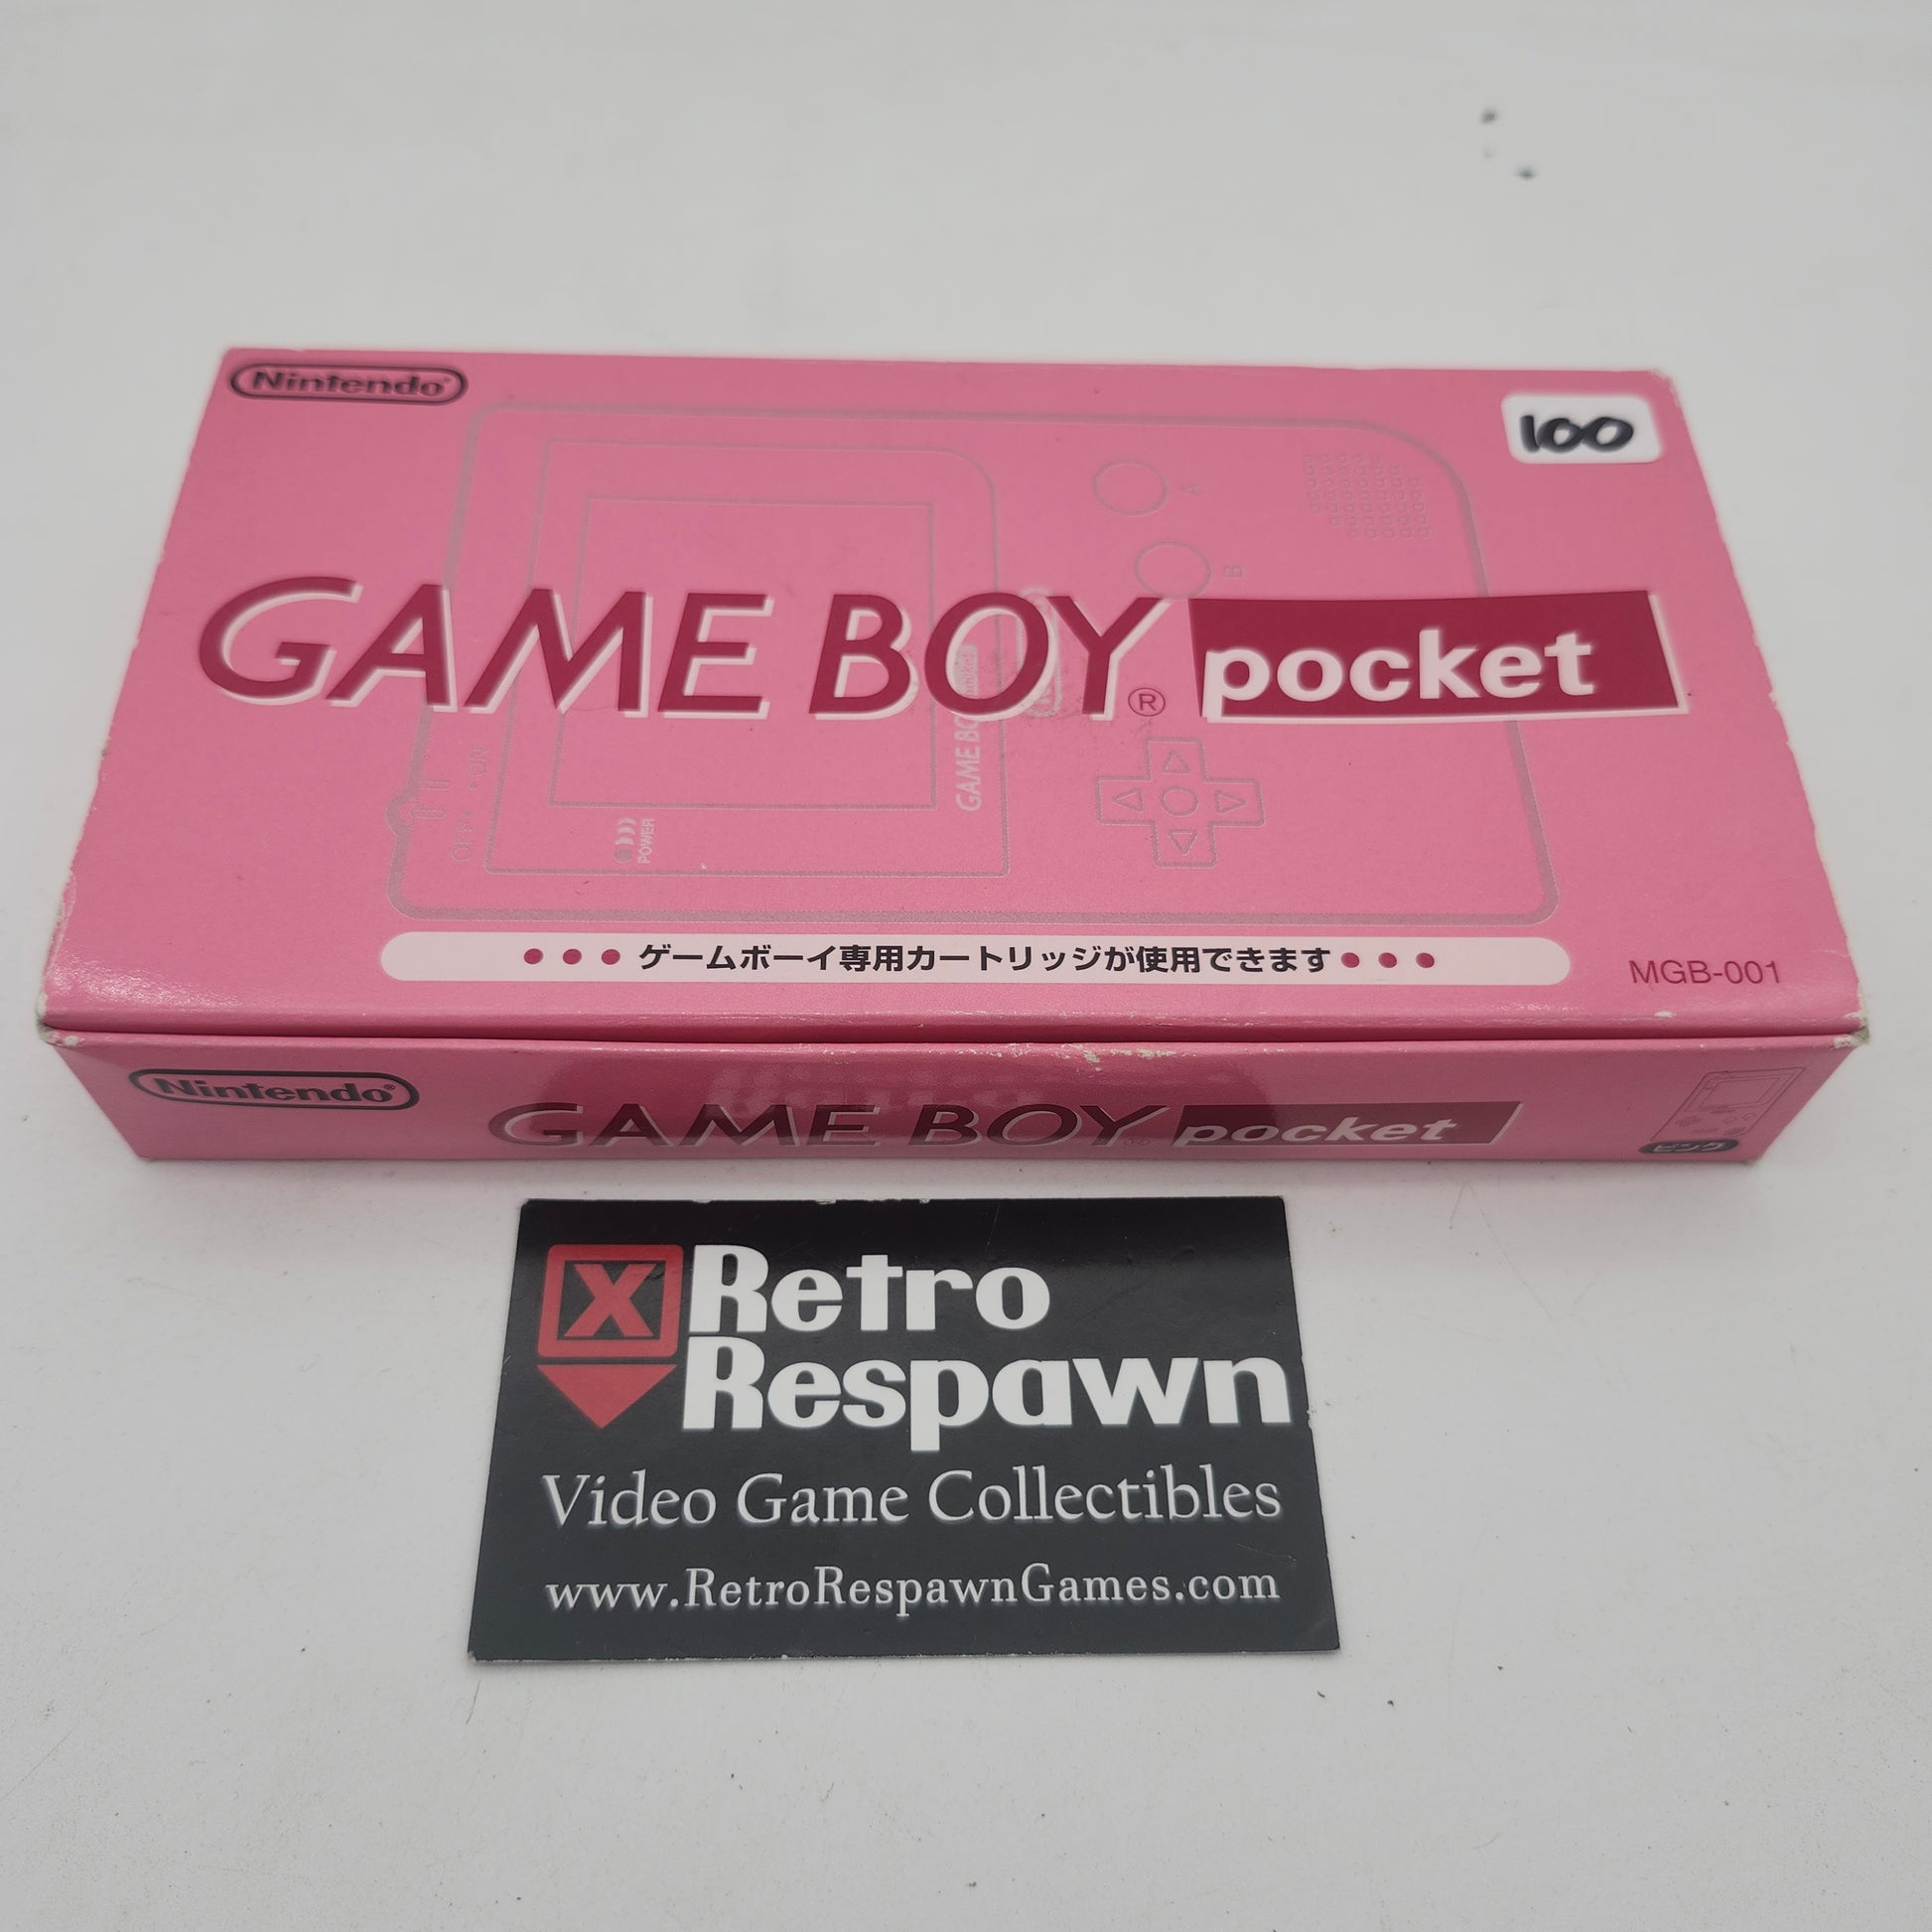 Nintendo®
100
A
B
GAME BOY® pocket
OFF• •ON
GAME BO
POWER
•••ゲームボーイ専用カートリッジが使用できます•••
MGB-001
Nintendo®
GAME BOY® pocket
ピンク
X Retro
Respawn
Video Game Collectibles
www.RetroRespawnGames.com